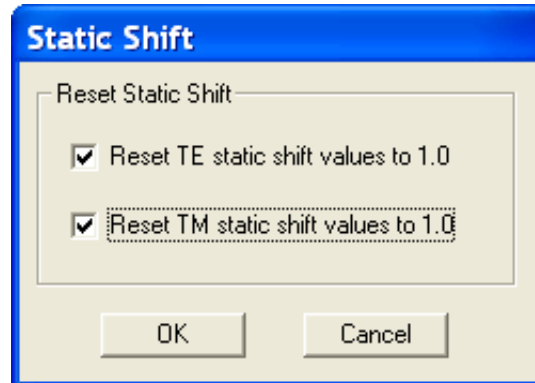 Static Shift
Reset Static Shift
Reset TE static shift values to 1.0
Reset TM static shift values to 1.0
OK Cancel